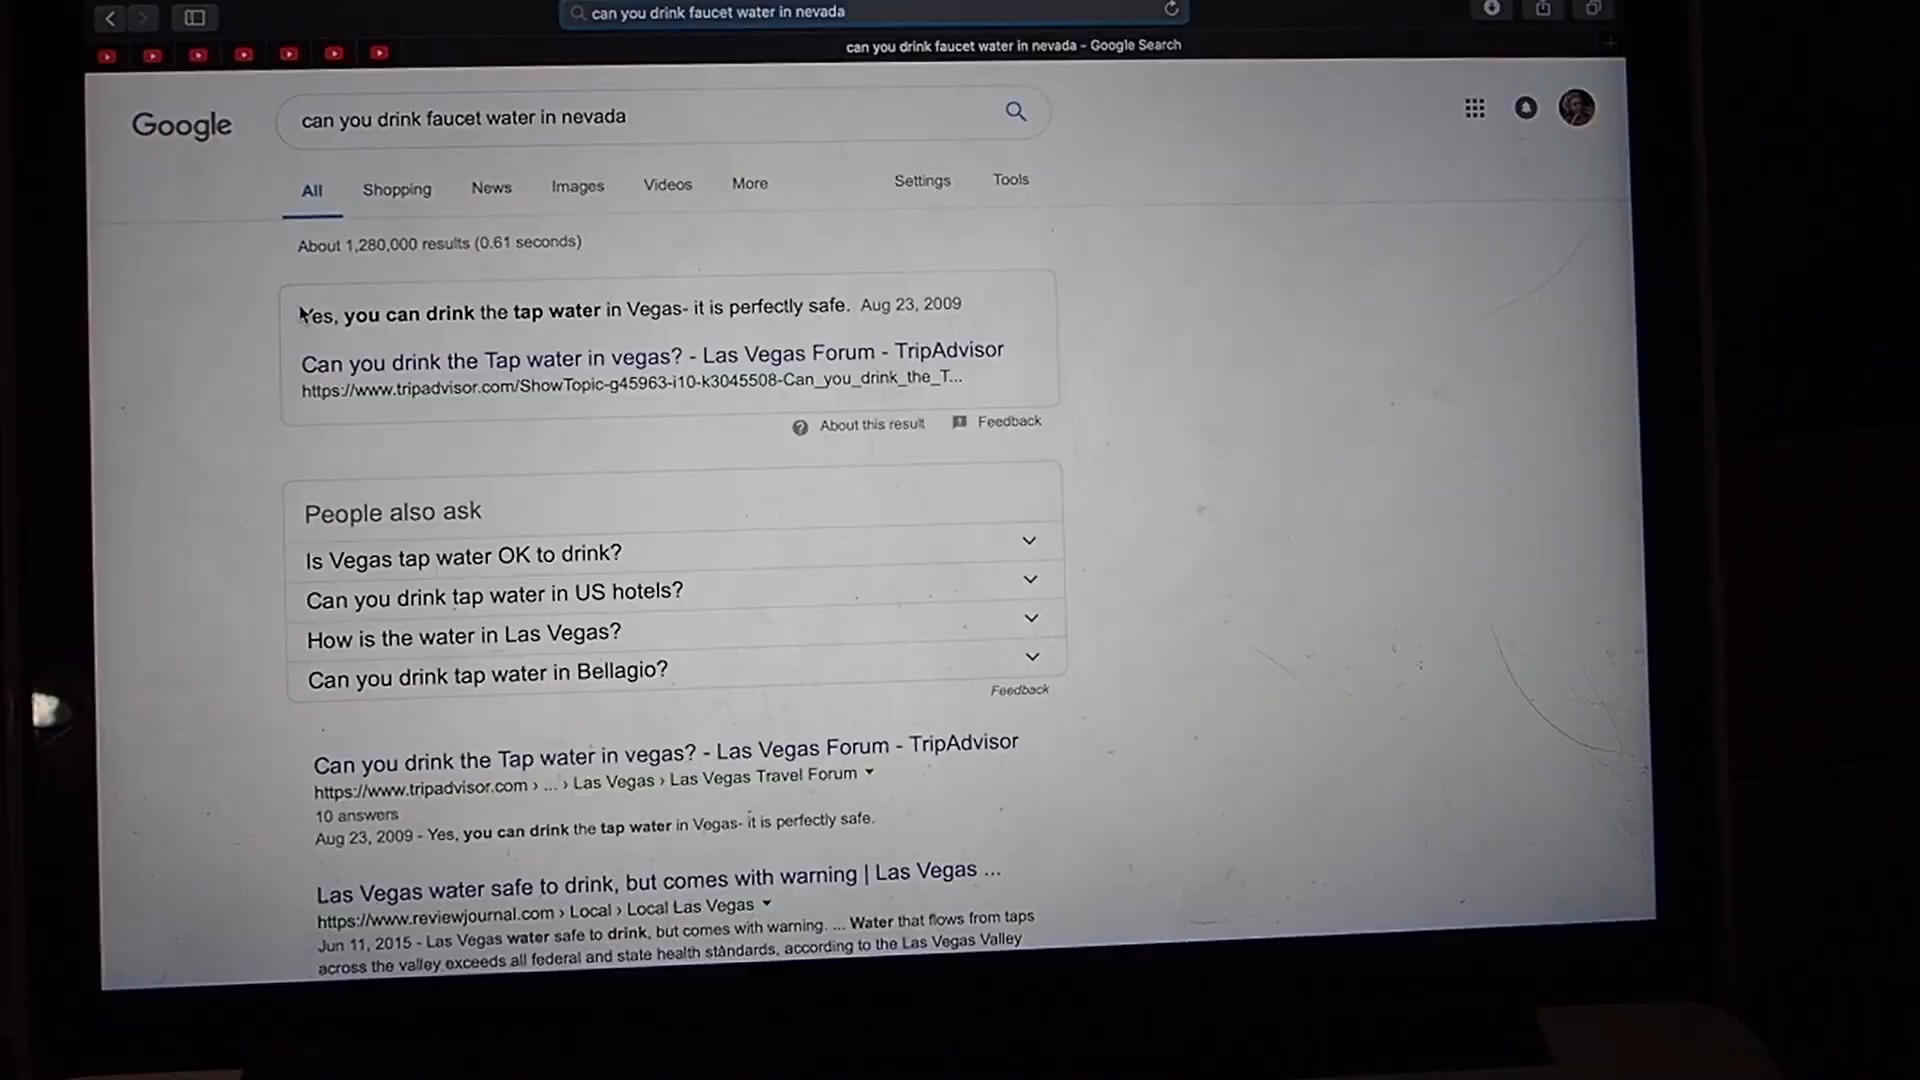 can you drink faucet water in nevada
can you drink faucet water in nevada - Google Search
Google
can you drink faucet water in nevada
All
Shopping
News
Images
Videos
More
Settings
Tools
About 1,280,000 results (0.61 seconds)
Yes, you can drink the tap water in Vegas- it is perfectly safe. Aug 23, 2009
Can you drink the Tap water in vegas? - Las Vegas Forum - TripAdvisor
https://www.tripadvisor.com/ShowTopic-g45963-i10-k3045508-Can_you_drink_the_T...
About this result
Feedback
People also ask
Is Vegas tap water OK to drink?
Can you drink tap water in US hotels?
How is the water in Las Vegas?
Can you drink tap water in Bellagio?
Feedback
Can you drink the Tap water in vegas? - Las Vegas Forum - TripAdvisor
https://www.tripadvisor.com › ... › Las Vegas › Las Vegas Travel Forum
10 answers
Aug 23, 2009 - Yes, you can drink the tap water in Vegas- it is perfectly safe.
Las Vegas water safe to drink, but comes with warning | Las Vegas ...
https://www.reviewjournal.com › Local › Local Las Vegas
Jun 11, 2015 - Las Vegas water safe to drink, but comes with warning. ... Water that flows from taps
across the valley exceeds all federal and state health standards, according to the Las Vegas Valley